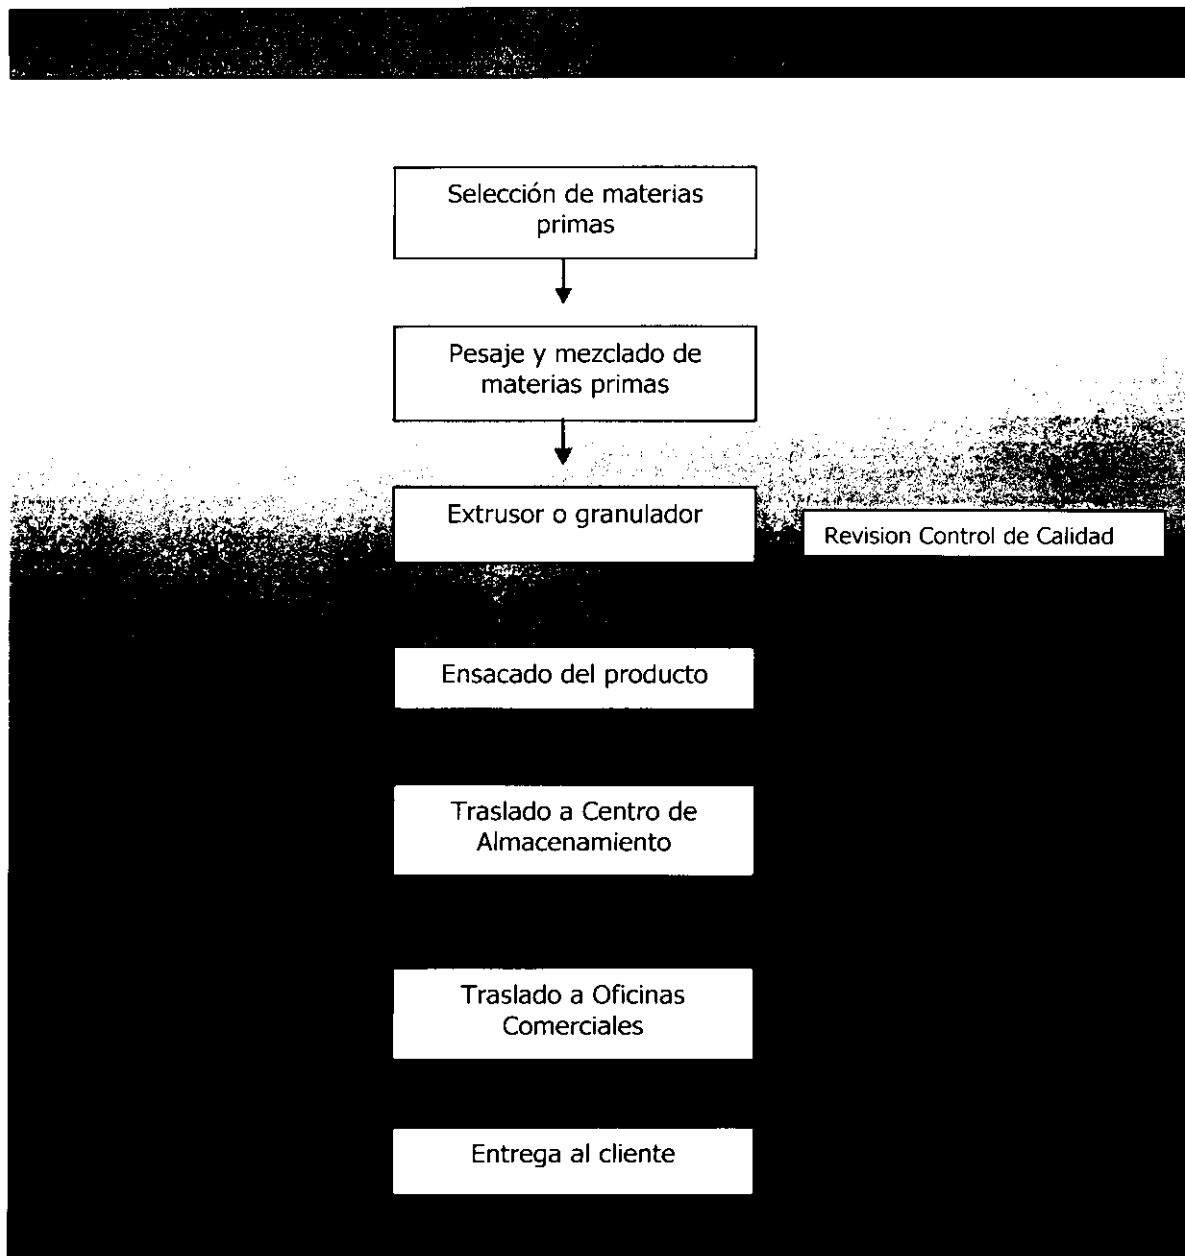 Selección de materias
primas
Pesaje y mezclado de
materias primas
Extrusor o granulador
Revision Control de Calidad
Ensacado del producto
Traslado a Centro de
Almacenamiento
Traslado a Oficinas
Comerciales
Entrega al cliente